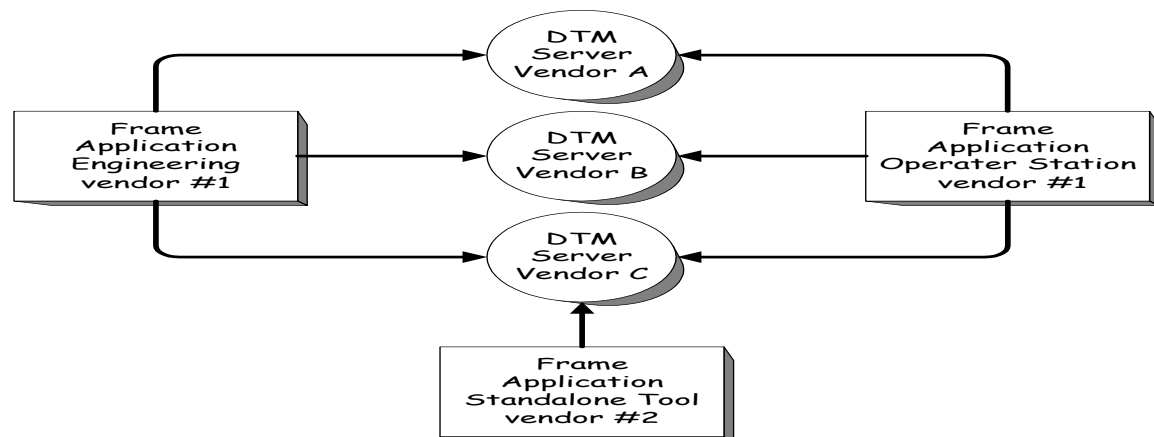 DTM
Server
Vendor A
Frame
Application
Engineering
vendor #1
DTM
Server
Vendor B
Frame
Application
Operater Station
vendor #1
DTM
Server
Vendor C
Frame
Application
Standalone Tool
vendor #2